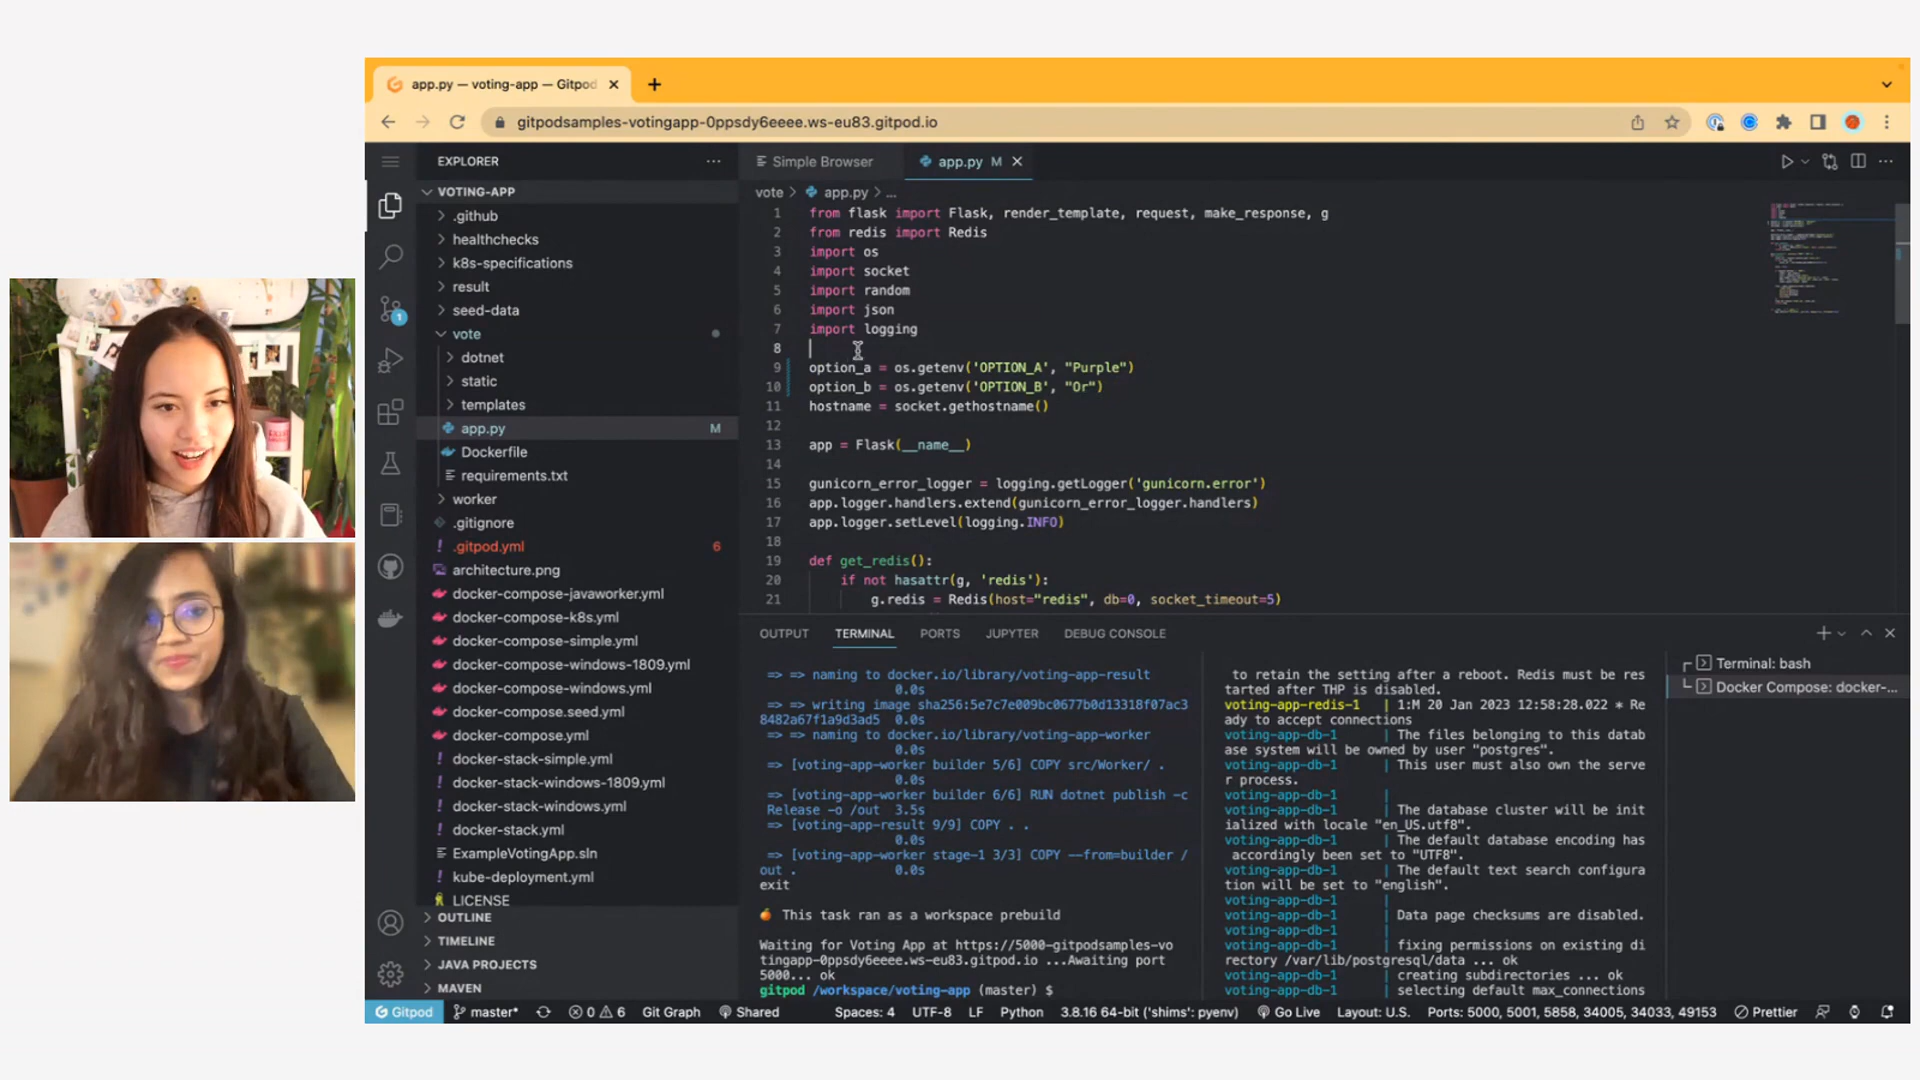 app.py — voting-app — Gitpod
gitpodsamples-votingapp-0ppsdy6eeee.ws-eu83.gitpod.io
EXPLORER
VOTING-APP
.github
healthchecks
k8s-specifications
result
seed-data
vote
dotnet
static
templates
app.py M
Dockerfile
requirements.txt
worker
.gitignore
.gitpod.yml 6
architecture.png
docker-compose-javaworker.yml
docker-compose-k8s.yml
docker-compose-simple.yml
docker-compose-windows-1809.yml
docker-compose-windows.yml
docker-compose.seed.yml
docker-compose.yml
docker-stack-simple.yml
docker-stack-windows-1809.yml
docker-stack-windows.yml
docker-stack.yml
ExampleVotingApp.sln
kube-deployment.yml
LICENSE
OUTLINE
TIMELINE
JAVA PROJECTS
MAVEN
1
Simple Browser
app.py M
vote > app.py > ...
1 from flask import Flask, render_template, request, make_response, g
2 from redis import Redis
3 import os
4 import socket
5 import random
6 import json
7 import logging
8
9 option_a = os.getenv('OPTION_A', "Purple")
10 option_b = os.getenv('OPTION_B', "Or")
11 hostname = socket.gethostname()
12
13 app = Flask(__name__)
14
15 gunicorn_error_logger = logging.getLogger('gunicorn.error')
16 app.logger.handlers.extend(gunicorn_error_logger.handlers)
17 app.logger.setLevel(logging.INFO)
18
19 def get_redis():
20 if not hasattr(g, 'redis'):
21 g.redis = Redis(host="redis", db=0, socket_timeout=5)
OUTPUT TERMINAL PORTS JUPYTER DEBUG CONSOLE
=> => naming to docker.io/library/voting-app-result
0.0s
=> => writing image sha256:5e7c7e009bc0677b0d13318f07ac3
8482a67f1a9d3ad5 0.0s
=> => naming to docker.io/library/voting-app-worker
0.0s
=> [voting-app-worker builder 5/6] COPY src/Worker/ .
0.0s
=> [voting-app-worker builder 6/6] RUN dotnet publish -c
Release -o /out 3.5s
=> [voting-app-result 9/9] COPY . .
0.0s
=> [voting-app-worker stage-1 3/3] COPY --from=builder /
out . 0.0s
exit
This task ran as a workspace prebuild
Waiting for Voting App at https://5000-gitpodsamples-vo
tingapp-0ppsdy6eeee.ws-eu83.gitpod.io ...Awaiting port
5000... ok
gitpod /workspace/voting-app (master) $
to retain the setting after a reboot. Redis must be res
tarted after THP is disabled.
voting-app-redis-1 | 1:M 20 Jan 2023 12:58:28.022 * Re
ady to accept connections
voting-app-db-1 | The files belonging to this datab
ase system will be owned by user "postgres".
voting-app-db-1 | This user must also own the serve
r process.
voting-app-db-1 |
voting-app-db-1 | The database cluster will be init
ialized with locale "en_US.utf8".
voting-app-db-1 | The default database encoding has
accordingly been set to "UTF8".
voting-app-db-1 | The default text search configura
tion will be set to "english".
voting-app-db-1 |
voting-app-db-1 | Data page checksums are disabled.
voting-app-db-1 |
voting-app-db-1 | fixing permissions on existing di
rectory /var/lib/postgresql/data ... ok
voting-app-db-1 | creating subdirectories ... ok
voting-app-db-1 | selecting default max_connections
Terminal: bash
Docker Compose: docker-...
Gitpod master* 0 6 Git Graph Shared Spaces: 4 UTF-8 LF Python 3.8.16 64-bit ('shims': pyenv) Go Live Layout: U.S. Ports: 5000, 5001, 5858, 34005, 34033, 49153 Prettier